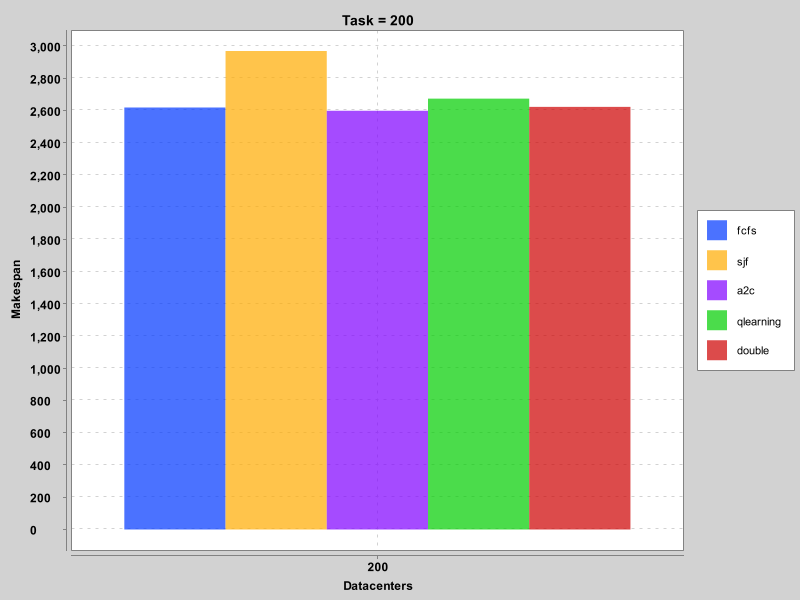 Task = 200
3,000
2,800
2,600
2,400
2,200
2,000
1,800
1,600
1,400
1,200
1,000
800
600
400
200
0
Makespan
200
Datacenters
fcfs
sjf
a2c
qlearning
double